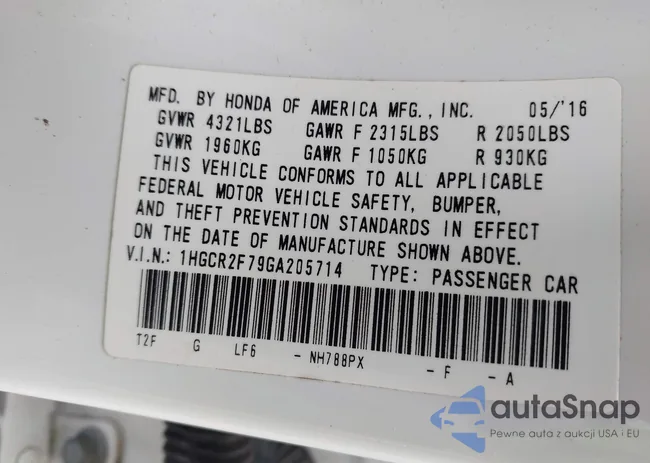 MFD. BY HONDA OF AMERICA MFG., INC. 05/'16
GVWR 4321LBS GAWR F 2315LBS R 2050LBS
GVWR 1960KG GAWR F 1050KG R 930KG
THIS VEHICLE CONFORMS TO ALL APPLICABLE
FEDERAL MOTOR VEHICLE SAFETY, BUMPER,
AND THEFT PREVENTION STANDARDS IN EFFECT
ON THE DATE OF MANUFACTURE SHOWN ABOVE.
V.I.N.: 1HGCR2F79GA205714 TYPE: PASSENGER CAR
T2F G LF6 - NH788PX - F - A
autaSnap
Pewne auta z aukcji USA i EU